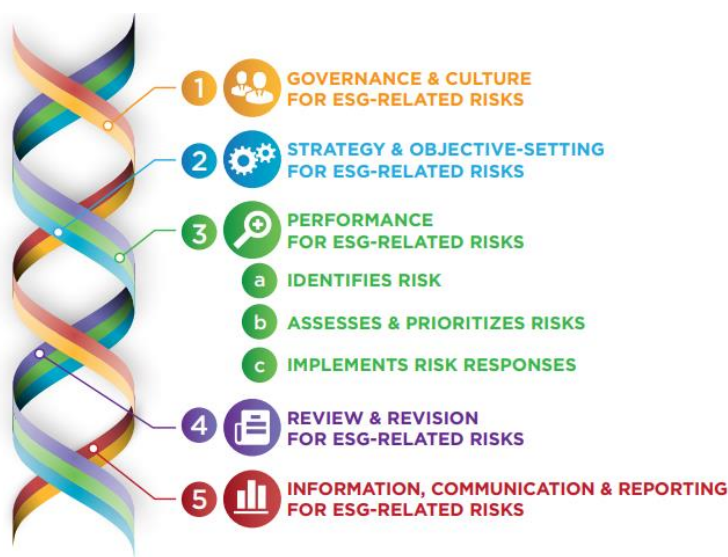 1 GOVERNANCE & CULTURE
FOR ESG-RELATED RISKS
2 STRATEGY & OBJECTIVE-SETTING
FOR ESG-RELATED RISKS
3 PERFORMANCE
FOR ESG-RELATED RISKS
a IDENTIFIES RISK
b ASSESSES & PRIORITIZES RISKS
c IMPLEMENTS RISK RESPONSES
4 REVIEW & REVISION
FOR ESG-RELATED RISKS
5 INFORMATION, COMMUNICATION & REPORTING
FOR ESG-RELATED RISKS